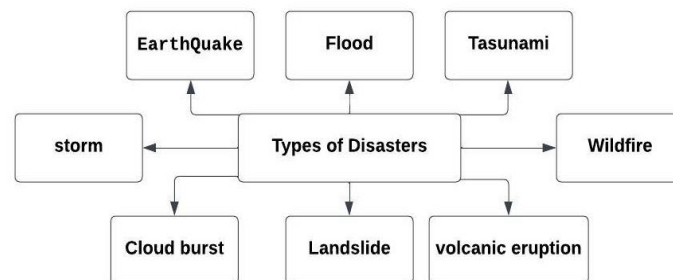 EarthQuake
Flood
Tasunami
storm
Types of Disasters
Wildfire
Cloud burst
Landslide
volcanic eruption